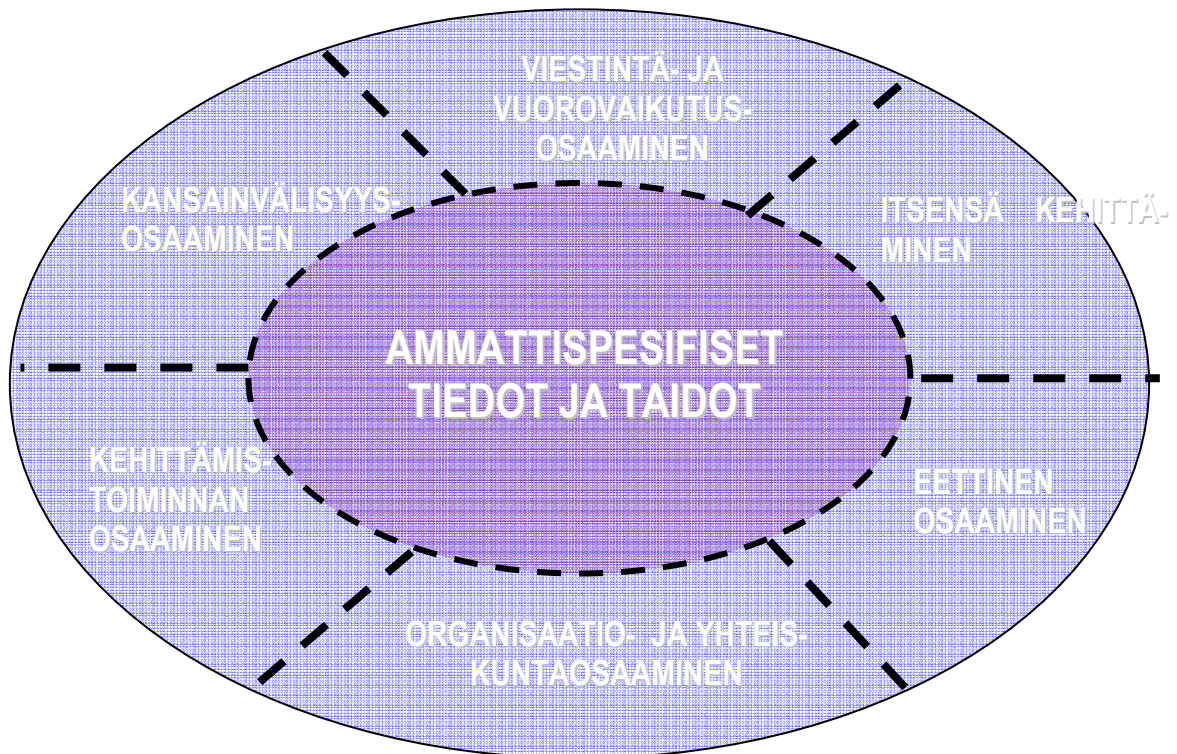 VIESTINTÄ- JA
VUOROVAIKUTUS-
OSAAMINEN
KANSAINVÄLISYYS-
OSAAMINEN
ITSENSÄ KEHITTÄ-
MINEN
AMMATTISPESIFISET
TIEDOT JA TAIDOT
KEHITTÄMIS-
TOIMINNAN
OSAAMINEN
EETTINEN
OSAAMINEN
ORGANISAATIO- JA YHTEIS-
KUNTAOSAAMINEN